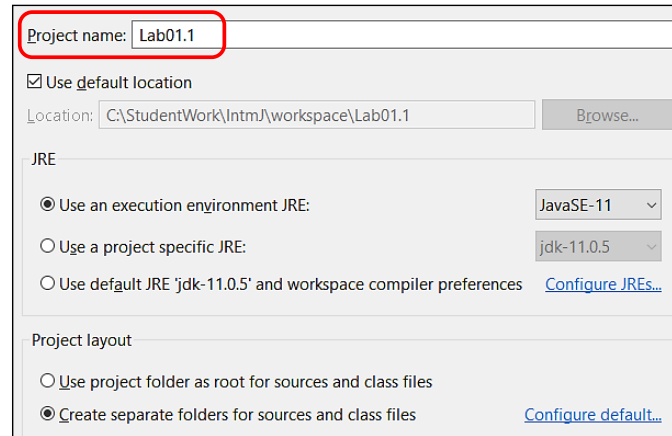 Project name: Lab01.1
Use default location
Location: C:\StudentWork\IntmJ\workspace\Lab01.1 Browse...
JRE
Use an execution environment JRE: JavaSE-11
Use a project specific JRE: jdk-11.0.5
Use default JRE 'jdk-11.0.5' and workspace compiler preferences Configure JREs...
Project layout
Use project folder as root for sources and class files
Create separate folders for sources and class files Configure default...